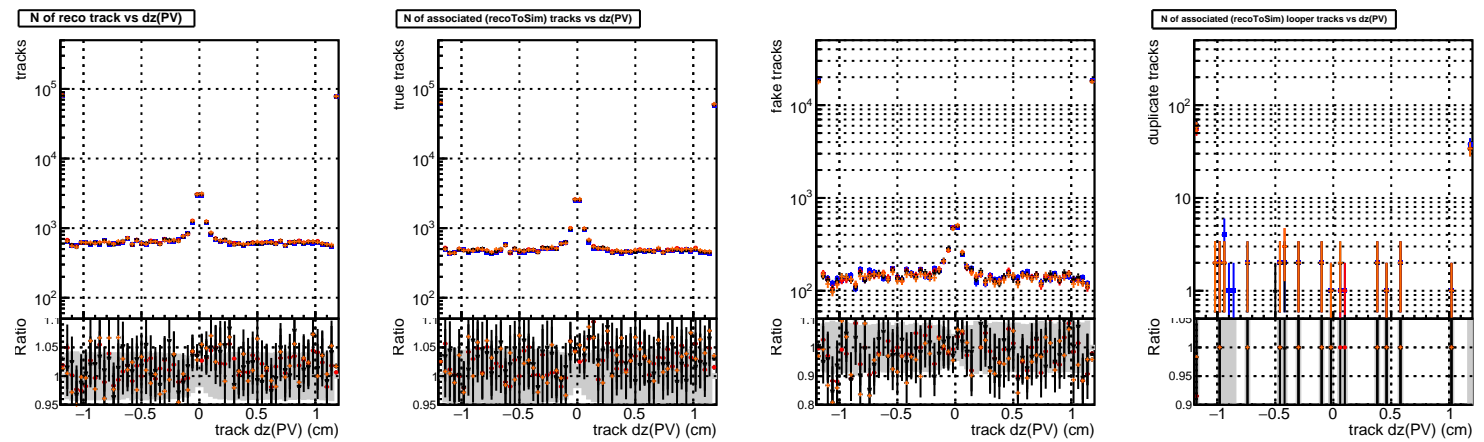 N of reco track vs dz(PV)
tracks
10^5
10^4
10^3
10^2
Ratio
1.1
1.05
1
0.95
−1 −0.5 0 0.5 1
track dz(PV) (cm)
N of associated (recoToSim) tracks vs dz(PV)
true tracks
10^5
10^4
10^3
10^2
Ratio
1.1
1.05
1
0.95
−1 −0.5 0 0.5 1
track dz(PV) (cm)
fake tracks
10^4
10^3
10^2
Ratio
1.1
1
0.9
0.8
−1 −0.5 0 0.5 1
track dz(PV) (cm)
N of associated (recoToSim) looper tracks vs dz(PV)
duplicate tracks
10^2
10
1
Ratio
1.05
1
0.95
0.9
−1 −0.5 0 0.5 1
track dz(PV) (cm)